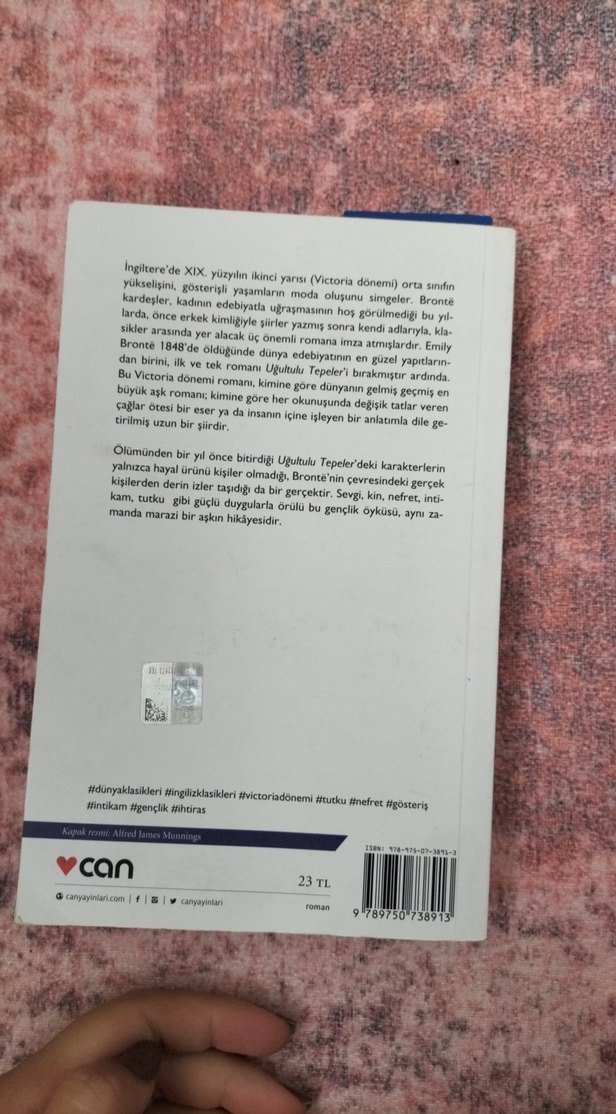 İngiltere'de XIX. yüzyılın ikinci yarısı (Victoria dönemi) orta sınıfın
yükselişini, gösterişli yaşamların moda oluşunu simgeler. Brontë
kardeşler, kadının edebiyatla uğraşmasının hoş görülmediği bu yıl-
larda, önce erkek kimliğiyle şiirler yazmış sonra kendi adlarıyla, kla-
sikler arasında yer alacak üç önemli romana imza atmışlardır. Emily
Brontë 1848'de öldüğünde dünya edebiyatının en güzel yapıtların-
dan birini, ilk ve tek romanı Uğultulu Tepeler'i bırakmıştır ardında.
Bu Victoria dönemi romanı, kimine göre dünyanın gelmiş geçmiş en
büyük aşk romanı; kimine göre her okunuşunda değişik tatlar veren
çağlar ötesi bir eser ya da insanın içine işleyen bir anlatımla dile ge-
tirilmiş uzun bir şiirdir.
Ölümünden bir yıl önce bitirdiği Uğultulu Tepeler'deki karakterlerin
yalnızca hayal ürünü kişiler olmadığı, Brontë'nin çevresindeki gerçek
kişilerden derin izler taşıdığı da bir gerçektir. Sevgi, kin, nefret, inti-
kam, tutku gibi güçlü duygularla örülü bu gençlik öyküsü, aynı za-
manda marazi bir aşkın hikâyesidir.
#dünyaklasikleri #ingilizklasikleri #victoriadönemi #tutku #nefret #gösteriş
#intikam #gençlik #ihtiras
Kapak resmi: Alfred James Munnings
can
23 TL
roman
canyayinlari.com | f | | canyayinlari
ISBN: 978-975-07-3891-3
9 789750 738913